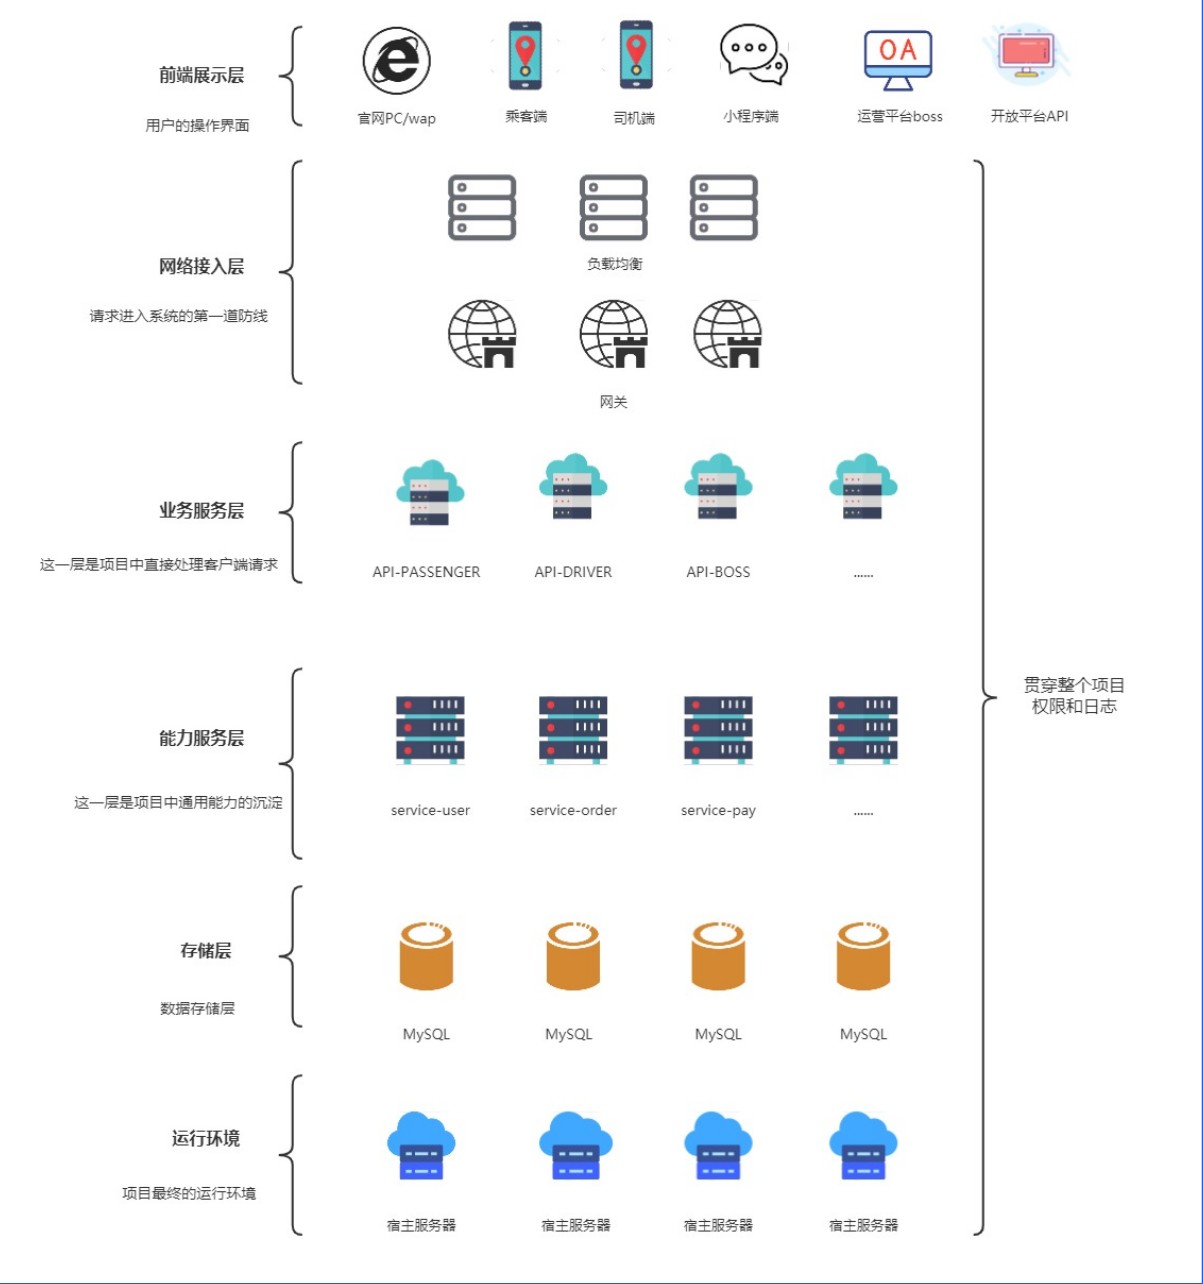 前端展示层
用户的操作界面
官网PC/wap
乘客端
司机端
小程序端
OA
运营平台boss
开放平台API
网络接入层
请求进入系统的第一道防线
负载均衡
网关
业务服务层
这一层是项目中直接处理客户端请求
API-PASSENGER
API-DRIVER
API-BOSS
......
能力服务层
这一层是项目中通用能力的沉淀
service-user
service-order
service-pay
......
贯穿整个项目
权限和日志
存储层
数据存储层
MySQL
MySQL
MySQL
MySQL
运行环境
项目最终的运行环境
宿主服务器
宿主服务器
宿主服务器
宿主服务器